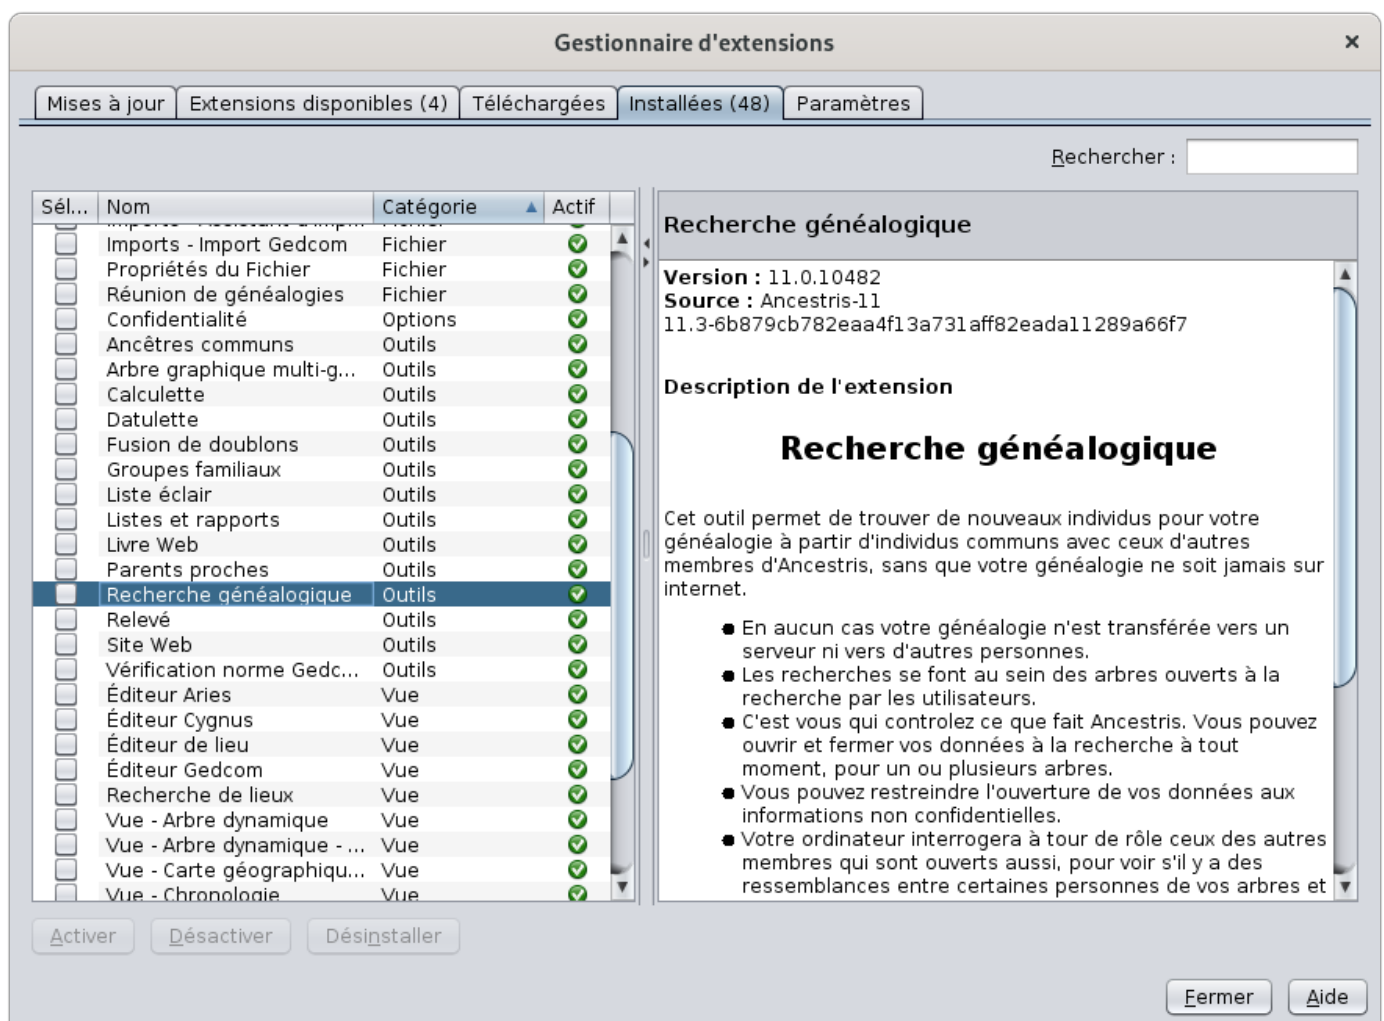 Gestionnaire d'extensions
Mises à jour
Extensions disponibles (4)
Téléchargées
Installées (48)
Paramètres
Rechercher :
Sél... Nom Catégorie Actif
Imports - Import Gedcom Fichier
Propriétés du Fichier Fichier
Réunion de généalogies Fichier
Confidentialité Options
Ancêtres communs Outils
Arbre graphique multi-g... Outils
Calculette Outils
Datulette Outils
Fusion de doublons Outils
Groupes familiaux Outils
Liste éclair Outils
Listes et rapports Outils
Livre Web Outils
Parents proches Outils
Recherche généalogique Outils
Relevé Outils
Site Web Outils
Vérification norme Gedc... Outils
Éditeur Aries Vue
Éditeur Cygnus Vue
Éditeur de lieu Vue
Éditeur Gedcom Vue
Recherche de lieux Vue
Vue - Arbre dynamique Vue
Vue - Arbre dynamique - ... Vue
Vue - Carte géographiqu... Vue
Vue - Chronologie Vue
Recherche généalogique
Version : 11.0.10482
Source : Ancestris-11
11.3-6b879cb782eaa4f13a731aff82eada11289a66f7
Description de l'extension
Recherche généalogique
Cet outil permet de trouver de nouveaux individus pour votre
généalogie à partir d'individus communs avec ceux d'autres
membres d'Ancestris, sans que votre généalogie ne soit jamais sur
internet.
En aucun cas votre généalogie n'est transférée vers un
serveur ni vers d'autres personnes.
Les recherches se font au sein des arbres ouverts à la
recherche par les utilisateurs.
C'est vous qui controlez ce que fait Ancestris. Vous pouvez
ouvrir et fermer vos données à la recherche à tout
moment, pour un ou plusieurs arbres.
Vous pouvez restreindre l'ouverture de vos données aux
informations non confidentielles.
Votre ordinateur interrogera à tour de rôle ceux des autres
membres qui sont ouverts aussi, pour voir s'il y a des
ressemblances entre certaines personnes de vos arbres et
Activer
Désactiver
Désinstaller
Fermer
Aide